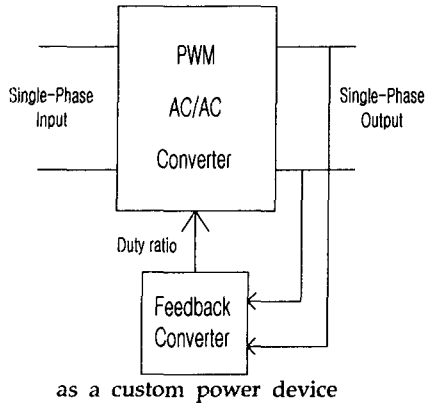 PWM
AC/AC
Converter
Single-Phase
Input
Single-Phase
Output
Duty ratio
Feedback
Converter
as a custom power device